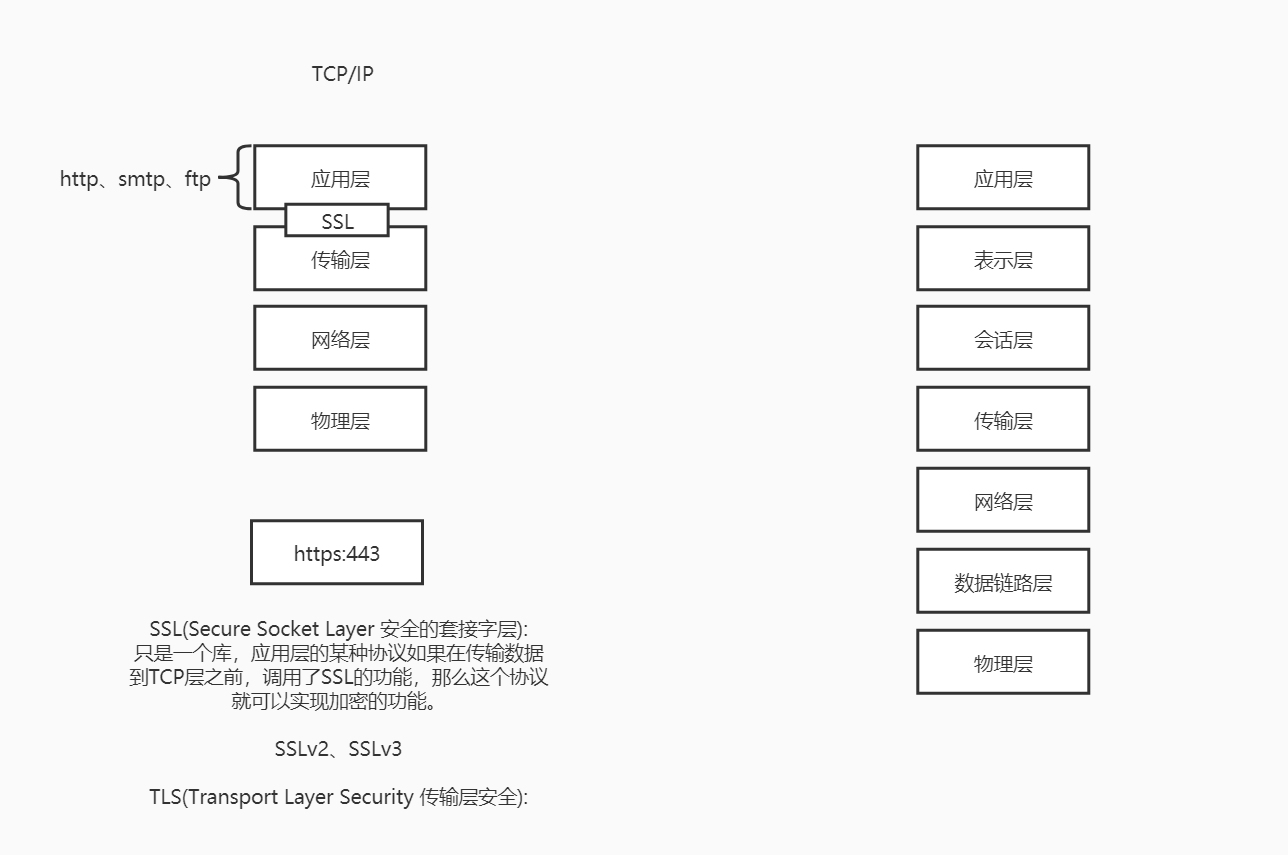 TCP/IP
http、smtp、ftp
应用层
SSL
传输层
网络层
物理层
https:443
SSL(Secure Socket Layer 安全的套接字层):
只是一个库，应用层的某种协议如果在传输数据
到TCP层之前，调用了SSL的功能，那么这个协议
就可以实现加密的功能。
SSLv2、SSLv3
TLS(Transport Layer Security 传输层安全):
应用层
表示层
会话层
传输层
网络层
数据链路层
物理层